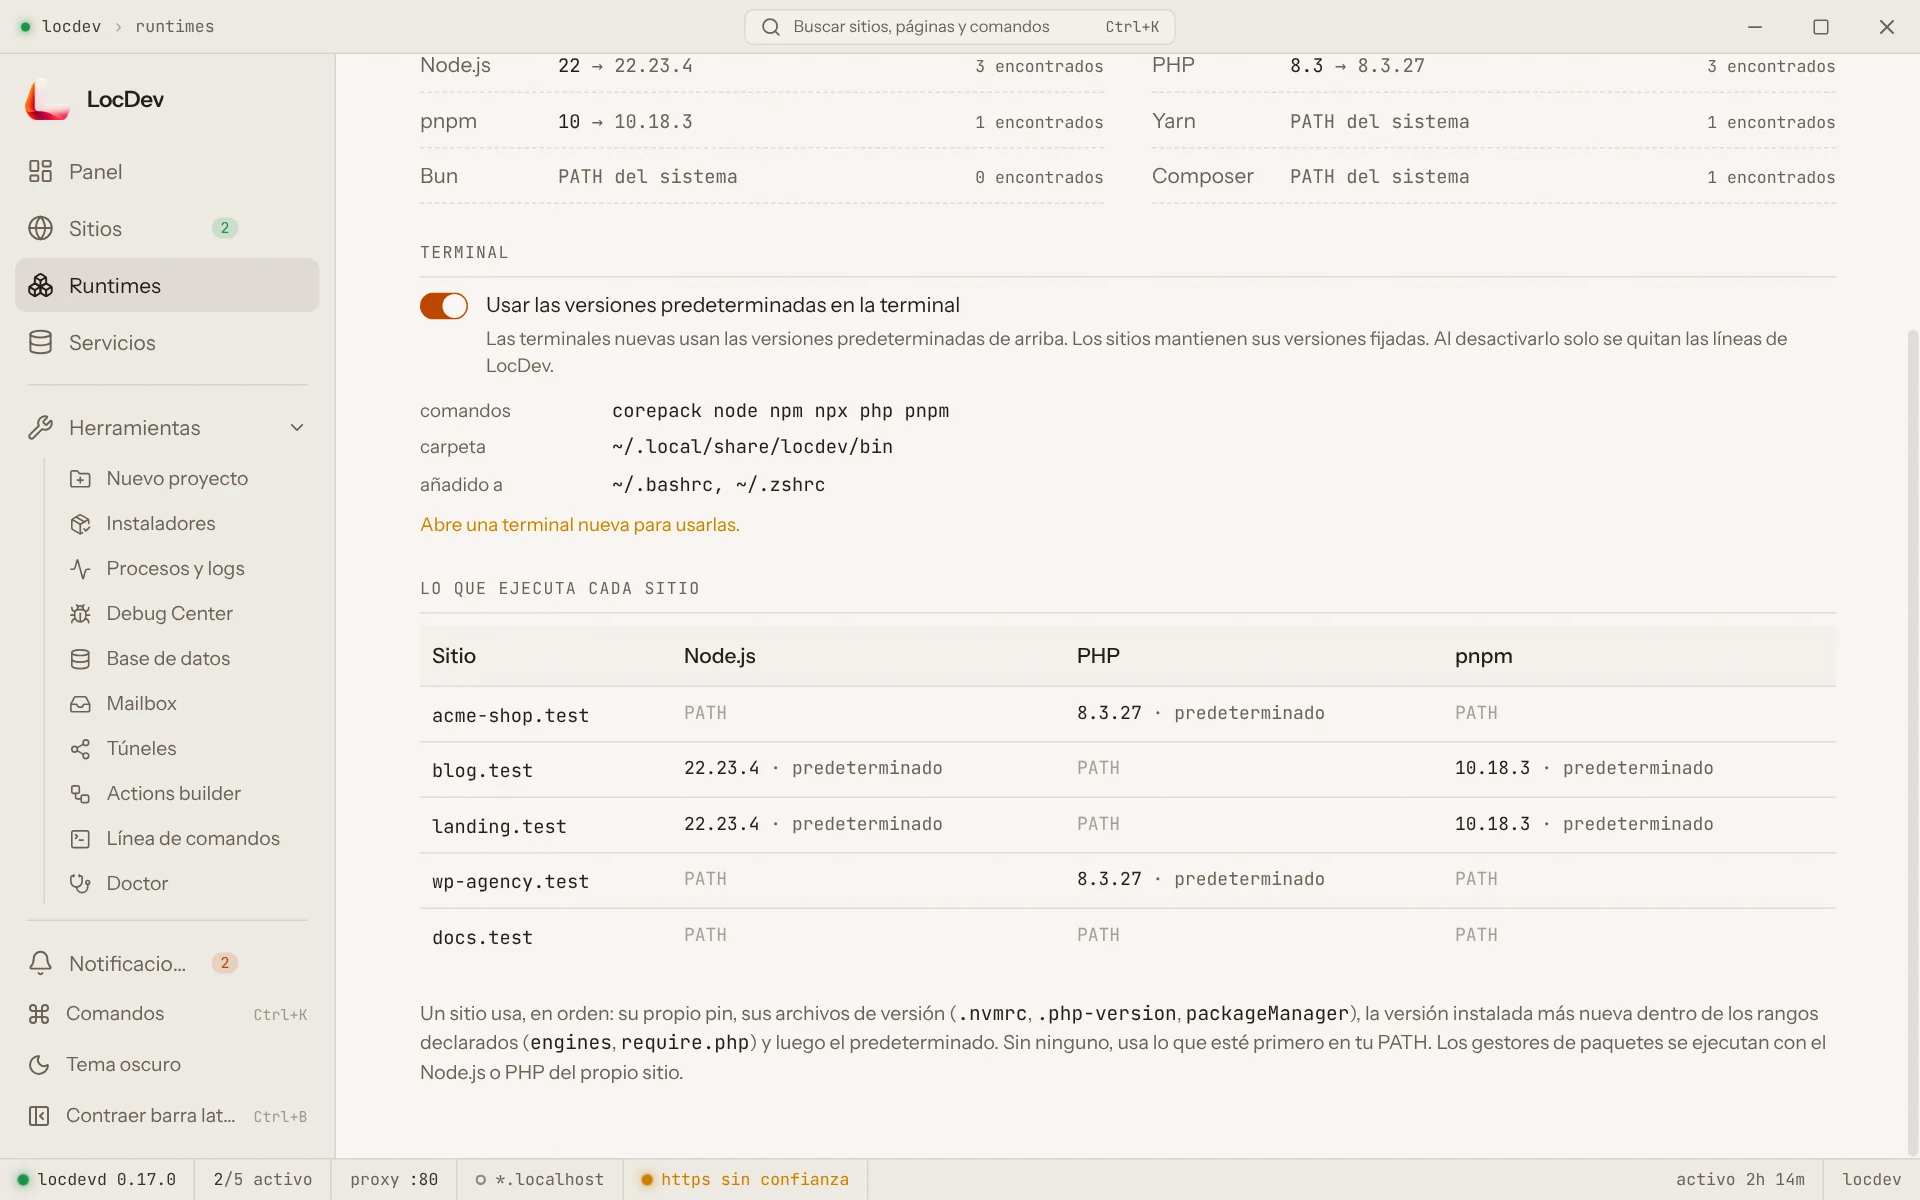 locdev › runtimes
Buscar sitios, páginas y comandos Ctrl+K
LocDev
Panel
Sitios 2
Runtimes
Servicios
Herramientas
Nuevo proyecto
Instaladores
Procesos y logs
Debug Center
Base de datos
Mailbox
Túneles
Actions builder
Línea de comandos
Doctor
Notificacio... 2
Comandos Ctrl+K
Tema oscuro
Contraer barra lat... Ctrl+B
Node.js 22 → 22.23.4 3 encontrados PHP 8.3 → 8.3.27 3 encontrados
pnpm 10 → 10.18.3 1 encontrados Yarn PATH del sistema 1 encontrados
Bun PATH del sistema 0 encontrados Composer PATH del sistema 1 encontrados
TERMINAL
Usar las versiones predeterminadas en la terminal
Las terminales nuevas usan las versiones predeterminadas de arriba. Los sitios mantienen sus versiones fijadas. Al desactivarlo solo se quitan las líneas de
LocDev.
comandos corepack node npm npx php pnpm
carpeta ~/.local/share/locdev/bin
añadido a ~/.bashrc, ~/.zshrc
Abre una terminal nueva para usarlas.
LO QUE EJECUTA CADA SITIO
Sitio Node.js PHP pnpm
acme-shop.test PATH 8.3.27 · predeterminado PATH
blog.test 22.23.4 · predeterminado PATH 10.18.3 · predeterminado
landing.test 22.23.4 · predeterminado PATH 10.18.3 · predeterminado
wp-agency.test PATH 8.3.27 · predeterminado PATH
docs.test PATH PATH PATH
Un sitio usa, en orden: su propio pin, sus archivos de versión (.nvmrc, .php-version, packageManager), la versión instalada más nueva dentro de los rangos
declarados (engines, require.php) y luego el predeterminado. Sin ninguno, usa lo que esté primero en tu PATH. Los gestores de paquetes se ejecutan con el
Node.js o PHP del propio sitio.
locdevd 0.17.0 2/5 activo proxy :80 *.localhost https sin confianza activo 2h 14m locdev